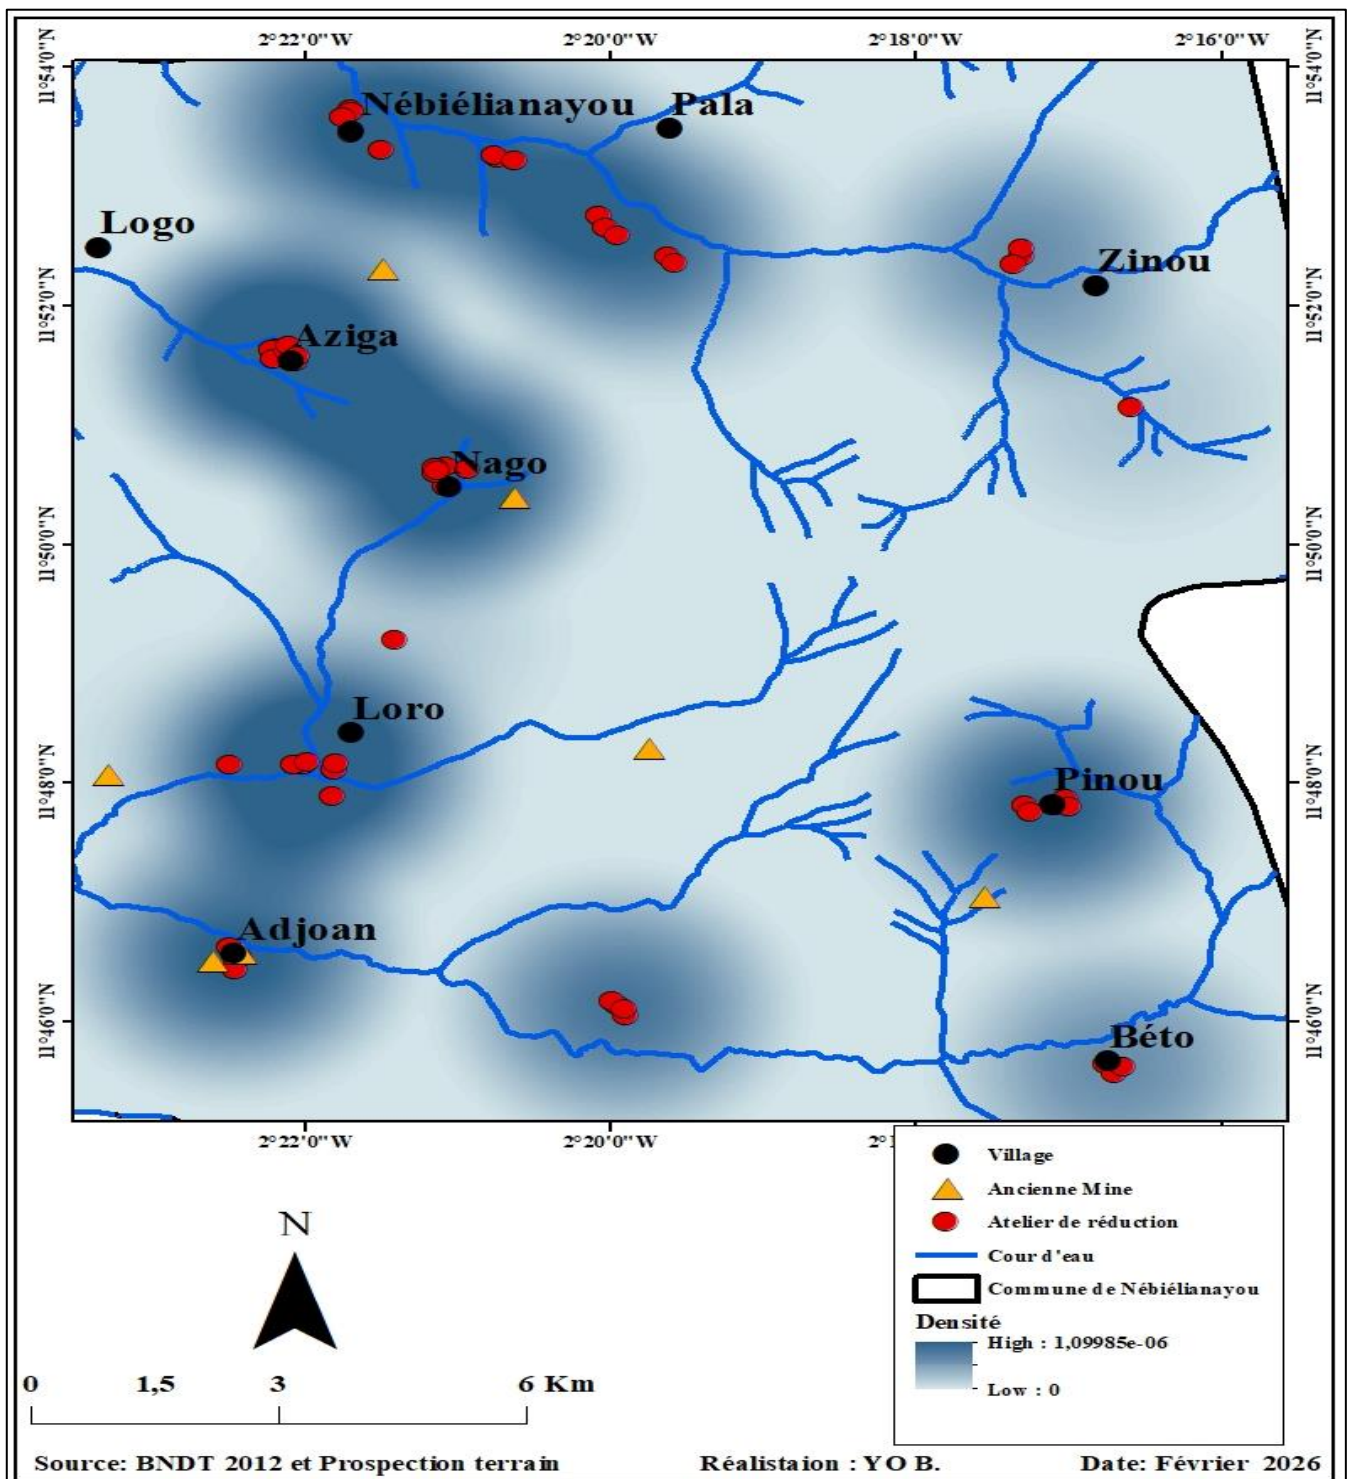 2°22'0"W 2°20'0"W 2°18'0"W 2°16'0"W
11°54'0"N 11°54'0"N
Nébiélianayou Pala
Logo
Zinou
11°52'0"N 11°52'0"N
Aziga
Nago
11°50'0"N 11°50'0"N
Loro
11°48'0"N 11°48'0"N
Pinou
Adjoan
11°46'0"N 11°46'0"N
Béto
2°22'0"W 2°20'0"W 2°1
Village
Ancienne Mine
Atelier de réduction
Cour d'eau
Commune de Nébiélianayou
Densité
High : 1,09985e-06
Low : 0
N
0 1,5 3 6 Km
Source: BNDT 2012 et Prospection terrain Réalistaion : YO B. Date: Février 2026